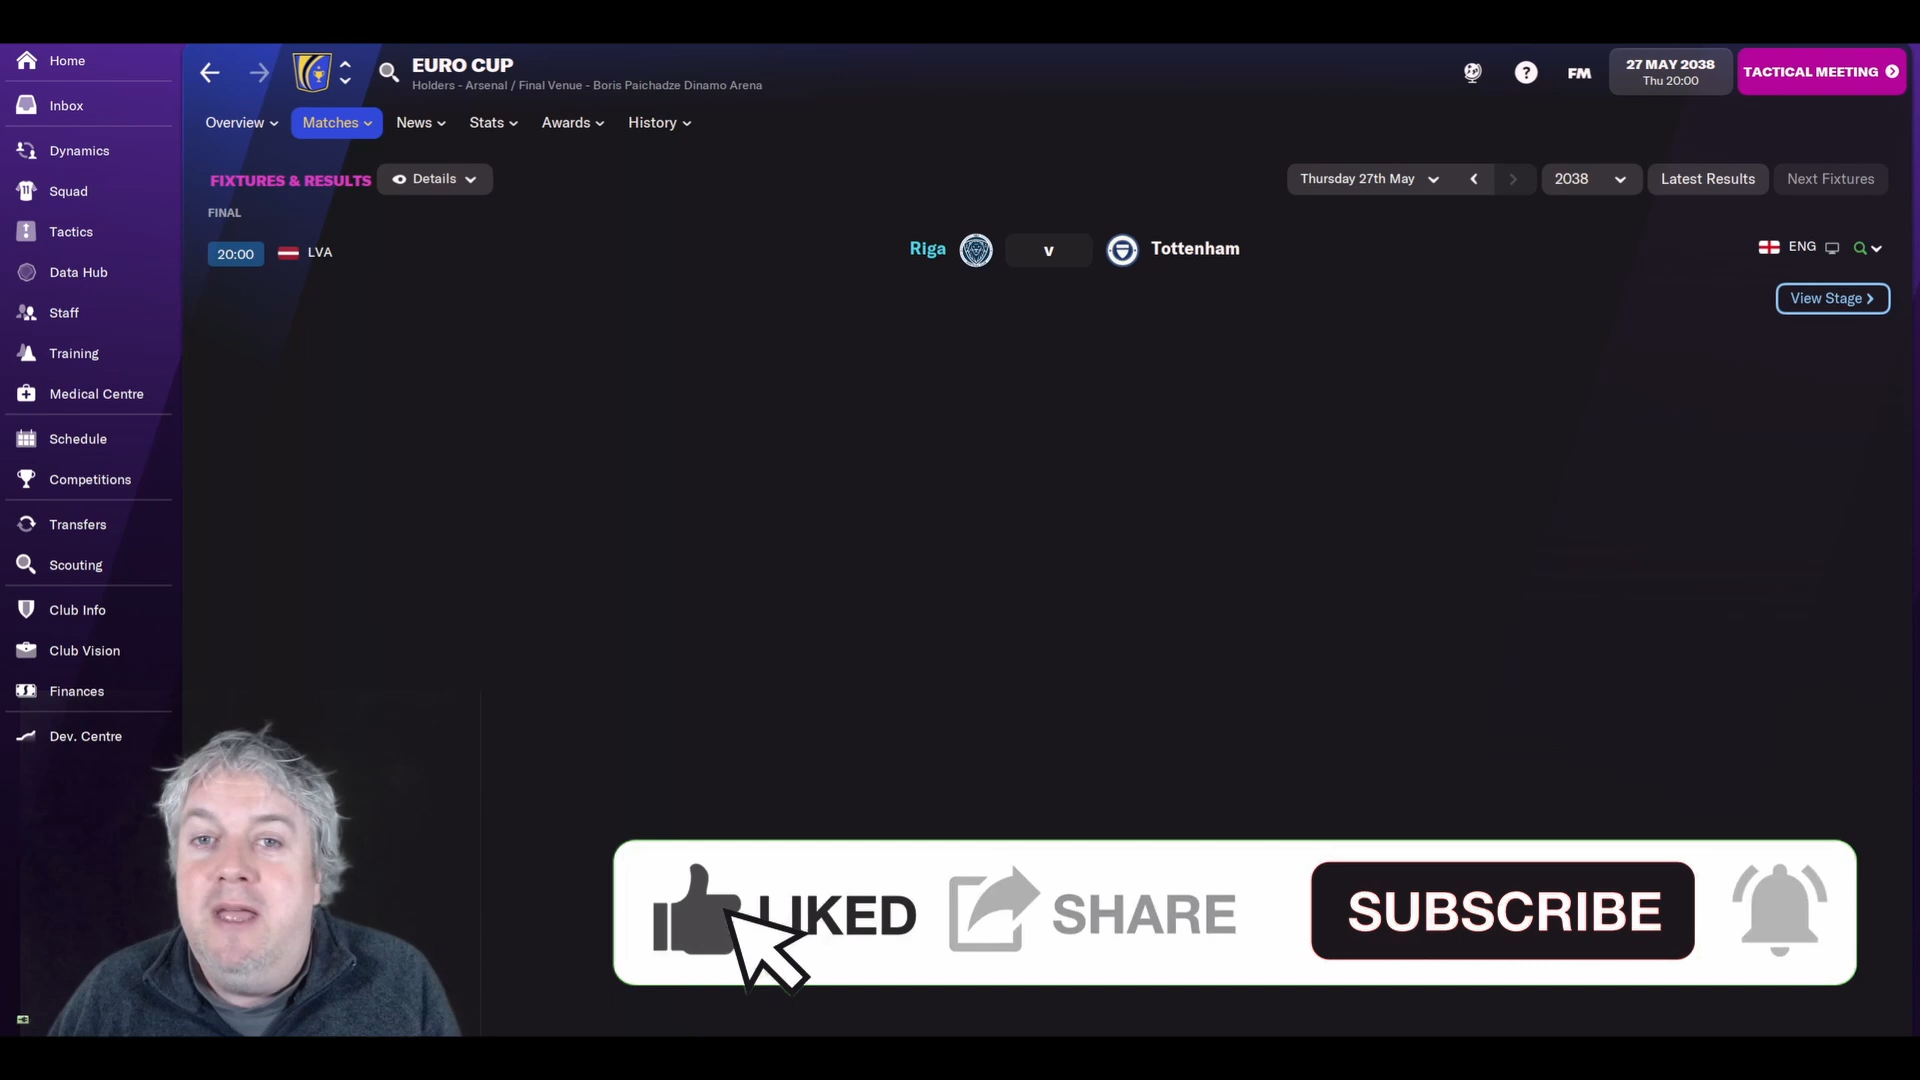 Home
Inbox
Dynamics
Squad
Tactics
Data Hub
Staff
Training
Medical Centre
Schedule
Competitions
Transfers
Scouting
Club Info
Club Vision
Finances
Dev. Centre
EURO CUP
Holders - Arsenal / Final Venue - Boris Paichadze Dinamo Arena
?
FM
27 MAY 2038
Thu 20:00
TACTICAL MEETING
Overview
Matches
News
Stats
Awards
History
FIXTURES & RESULTS
Details
Thursday 27th May
2038
Latest Results
Next Fixtures
FINAL
20:00 LVA Riga v Tottenham ENG
View Stage
LIKED
SHARE
SUBSCRIBE